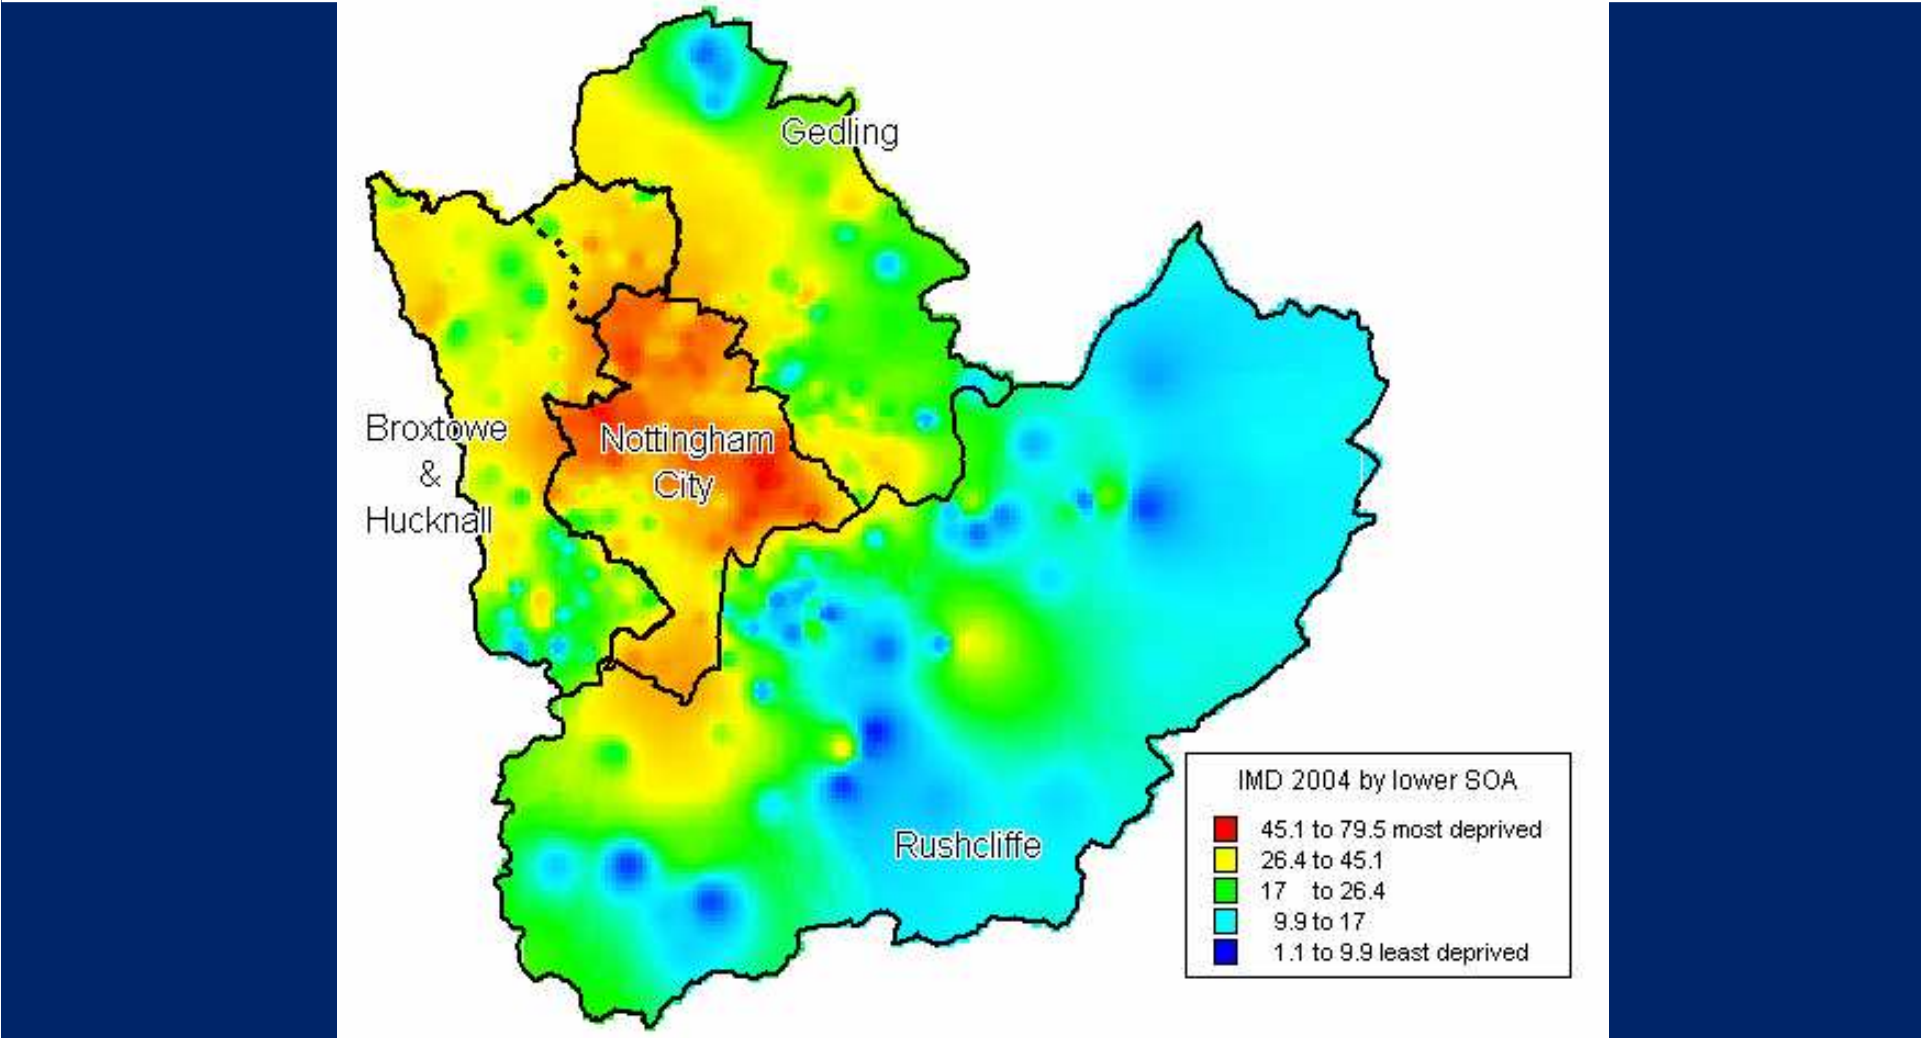 Gedling
Broxtowe
&
Hucknall
Nottingham
City
Rushcliffe
IMD 2004 by lower SOA
45.1 to 79.5 most deprived
26.4 to 45.1
17 to 26.4
9.9 to 17
1.1 to 9.9 least deprived